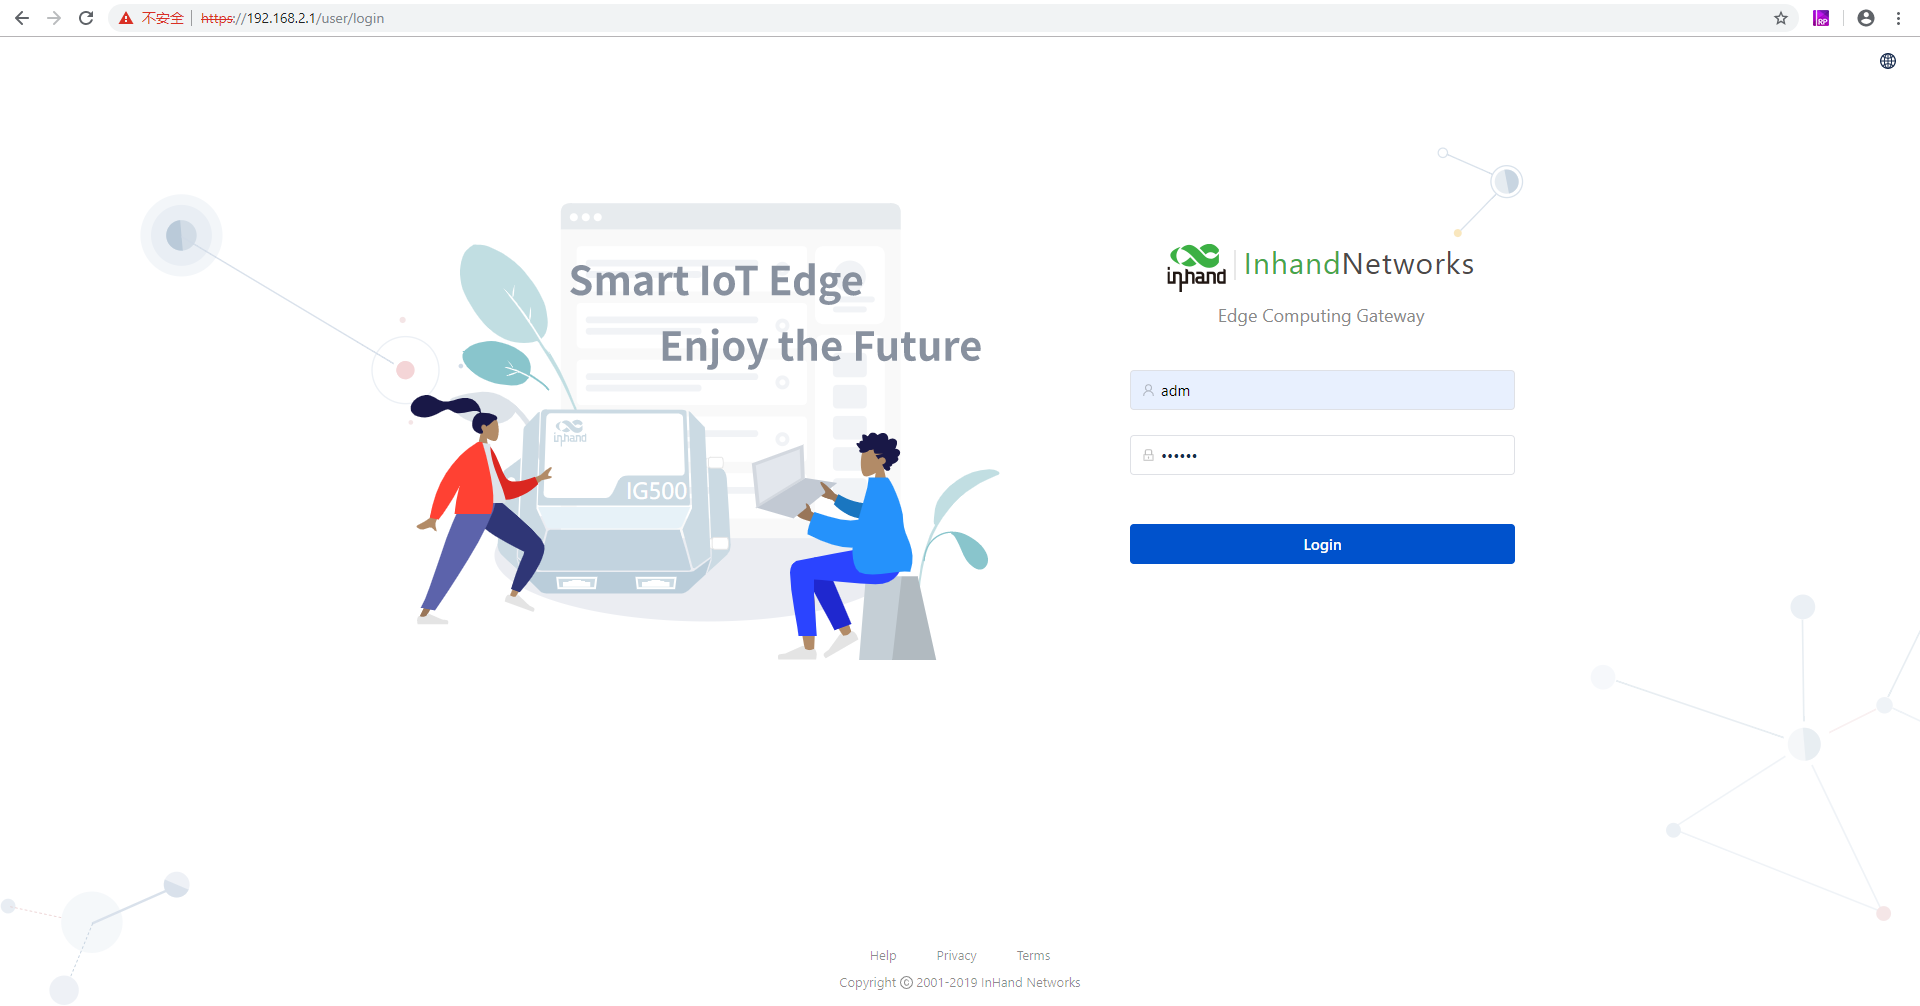 不安全 https://192.168.2.1/user/login
RP
inhand InhandNetworks
Edge Computing Gateway
Smart IoT Edge
Enjoy the Future
inhand
IG500
adm
••••••
Login
Help Privacy Terms
Copyright © 2001-2019 InHand Networks